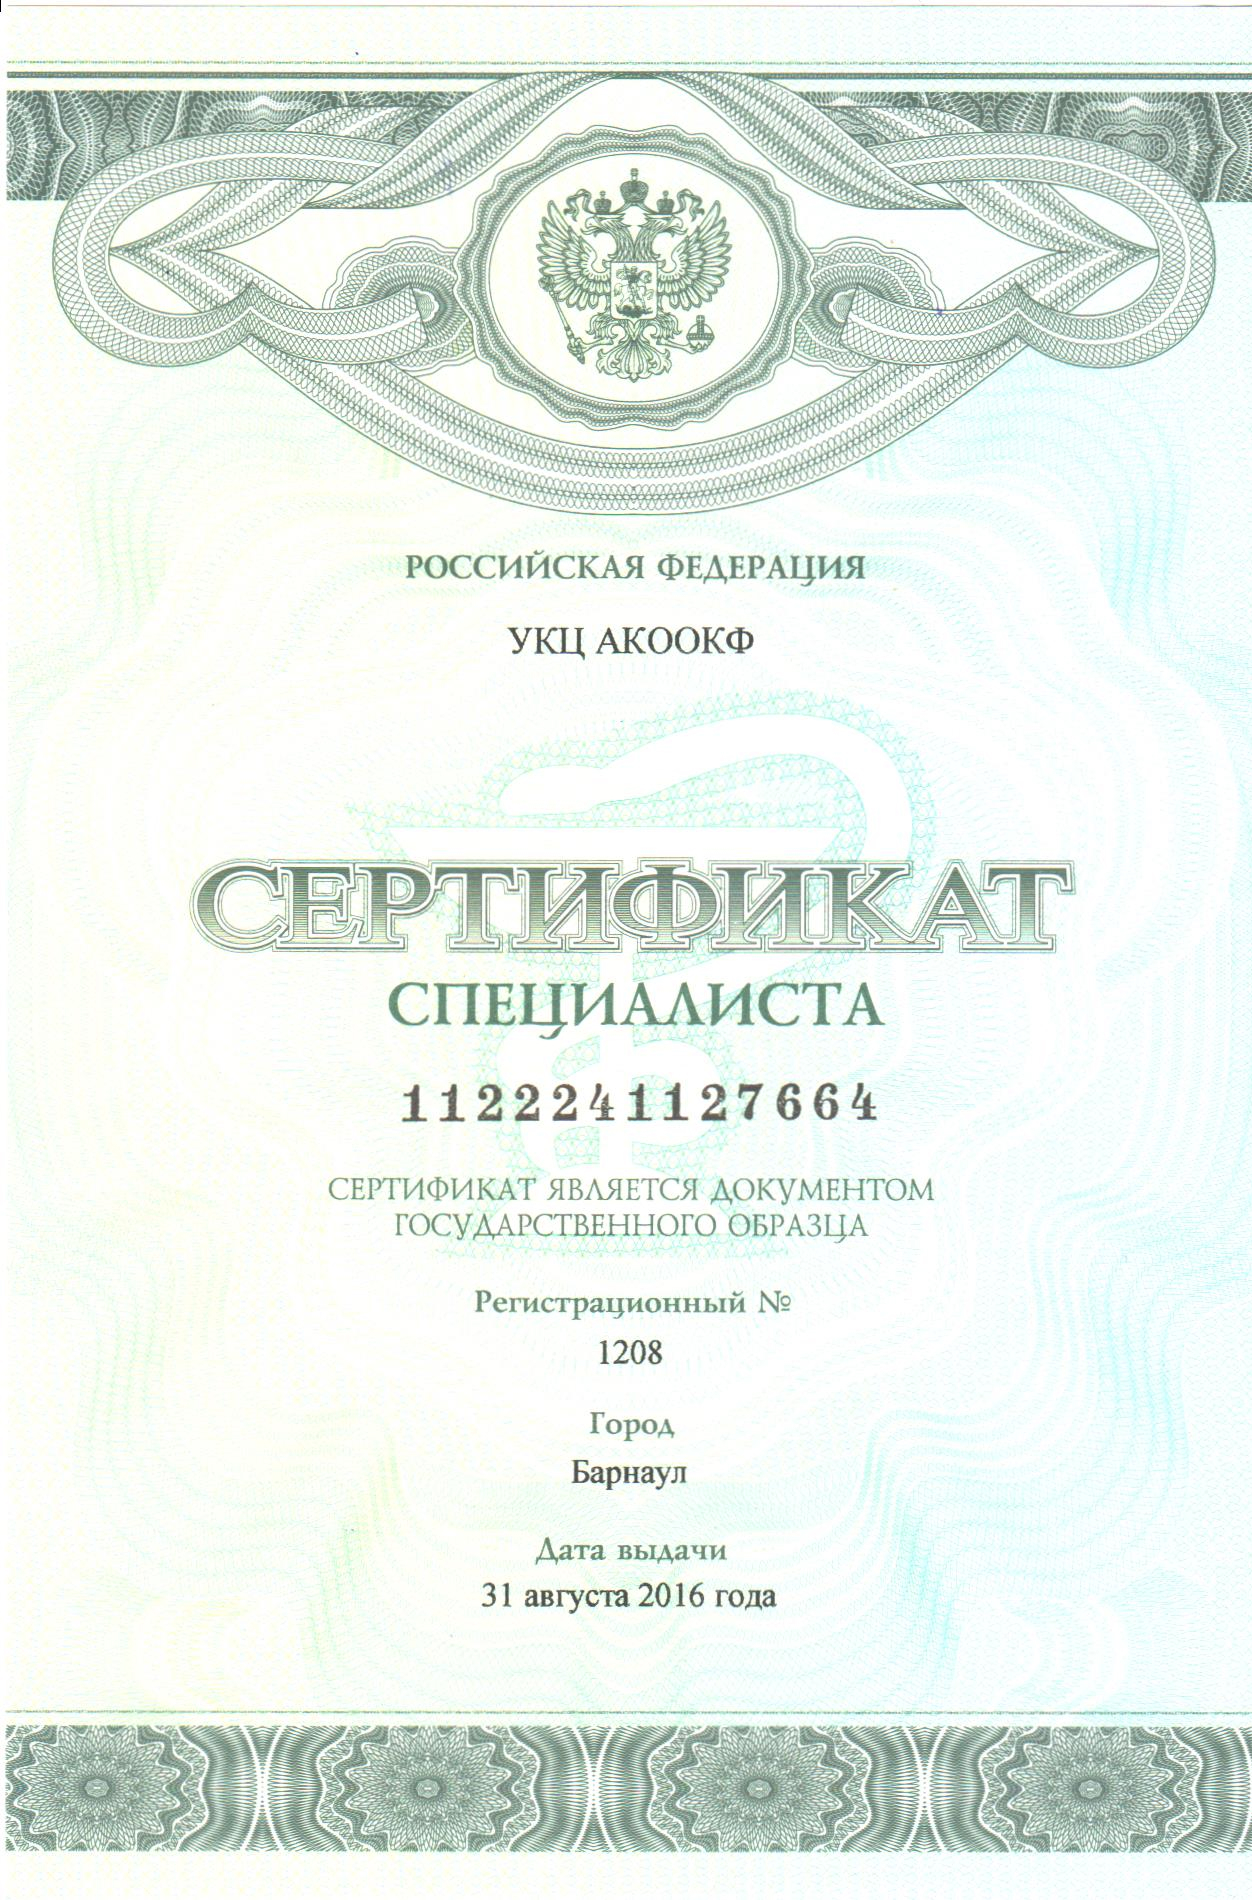 РОССИЙСКАЯ ФЕДЕРАЦИЯ
УКЦ АКООКФ
СЕРТИФИКАТ
СПЕЦИАЛИСТА
1122241127664
СЕРТИФИКАТ ЯВЛЯЕТСЯ ДОКУМЕНТОМ
ГОСУДАРСТВЕННОГО ОБРАЗЦА
Регистрационный №
1208
Город
Барнаул
Дата выдачи
31 августа 2016 года